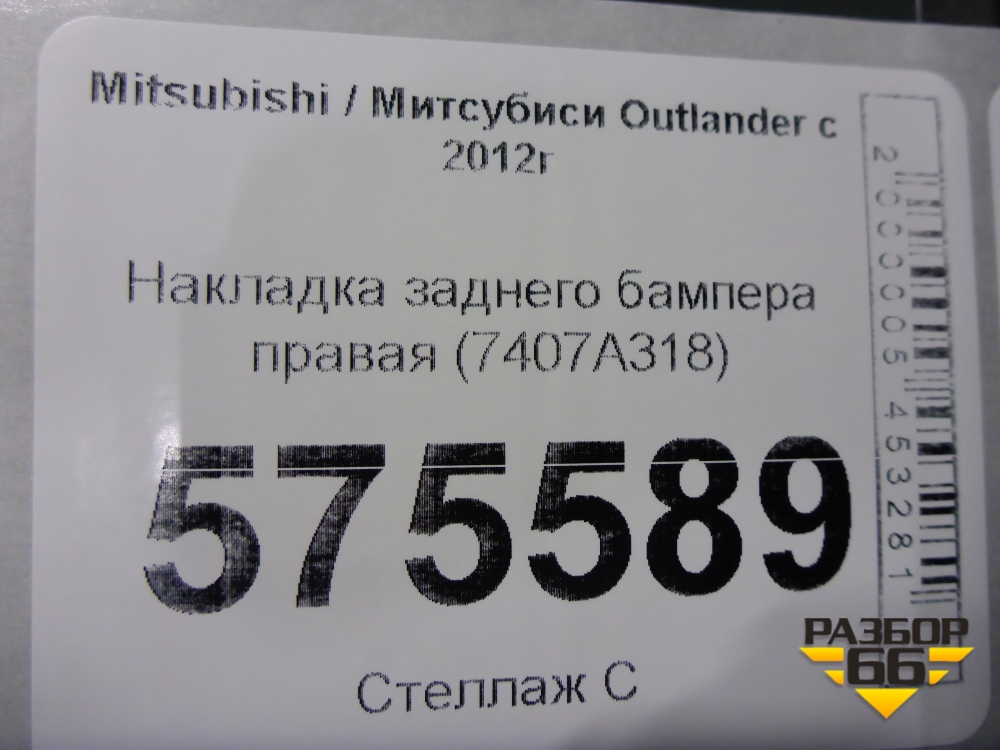 Mitsubishi / Митсубиси Outlander с
2012г
Накладка заднего бампера
правая (7407A318)
575589
Стеллаж С
2000005453281
РАЗБОР
66